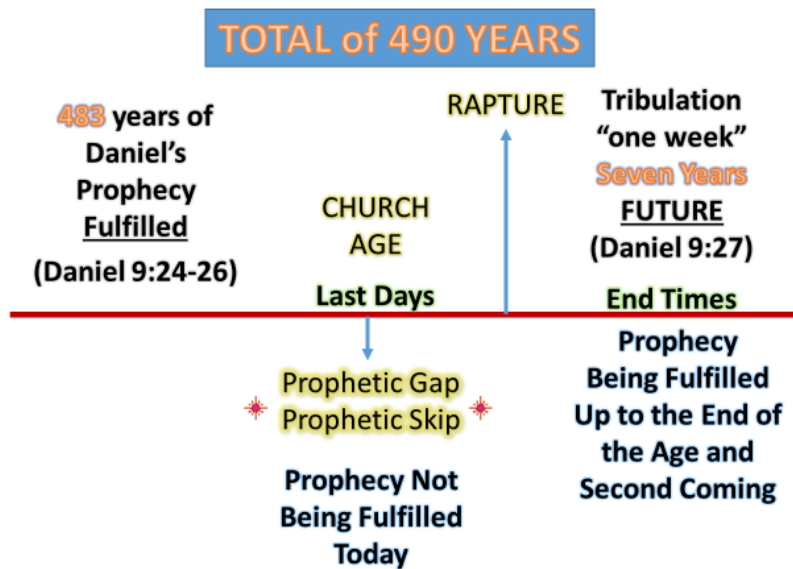 TOTAL of 490 YEARS
483 years of
Daniel's
Prophecy
Fulfilled
(Daniel 9:24-26)
CHURCH
AGE
Last Days
RAPTURE
Tribulation
“one week”
Seven Years
FUTURE
(Daniel 9:27)
End Times
Prophetic Gap
Prophetic Skip
Prophecy Not
Being Fulfilled
Today
Prophecy
Being Fulfilled
Up to the End of
the Age and
Second Coming